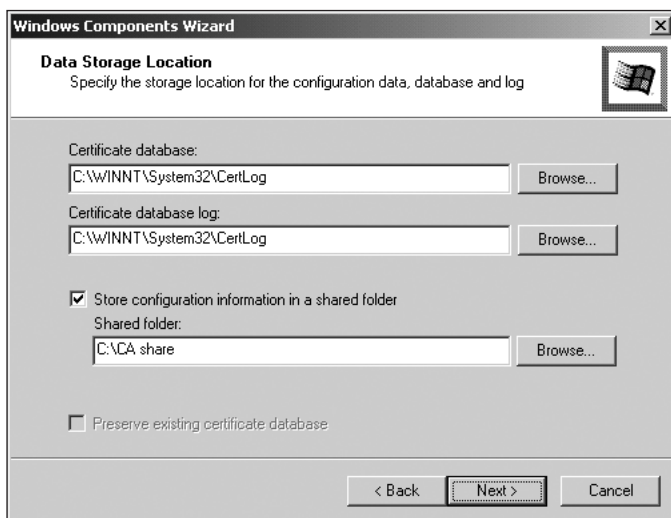 Windows Components Wizard
Data Storage Location
Specify the storage location for the configuration data, database and log
Certificate database:
C:\WINNT\System32\CertLog
Browse...
Certificate database log:
C:\WINNT\System32\CertLog
Browse...
Store configuration information in a shared folder
Shared folder:
C:\CA share
Browse...
Preserve existing certificate database
< Back
Next >
Cancel